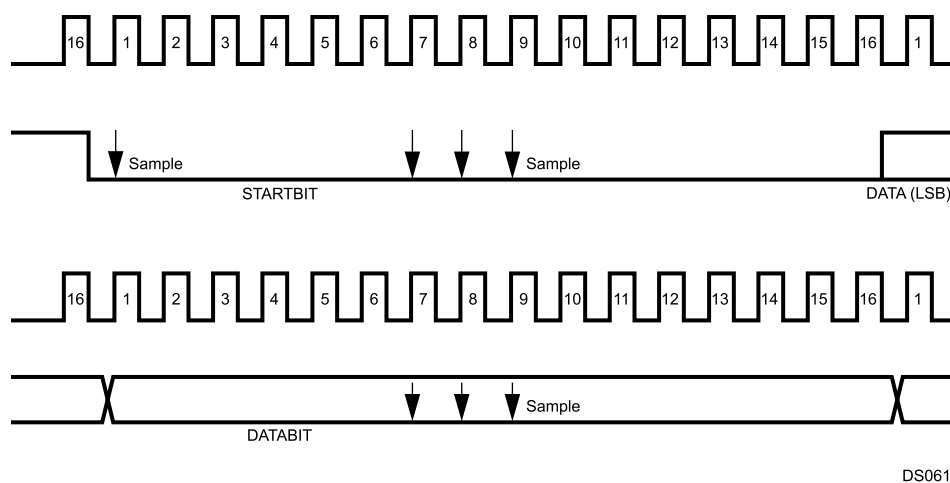 16 1 2 3 4 5 6 7 8 9 10 11 12 13 14 15 16 1
Sample Sample
STARTBIT DATA (LSB)
16 1 2 3 4 5 6 7 8 9 10 11 12 13 14 15 16 1
Sample
DATABIT
DS061